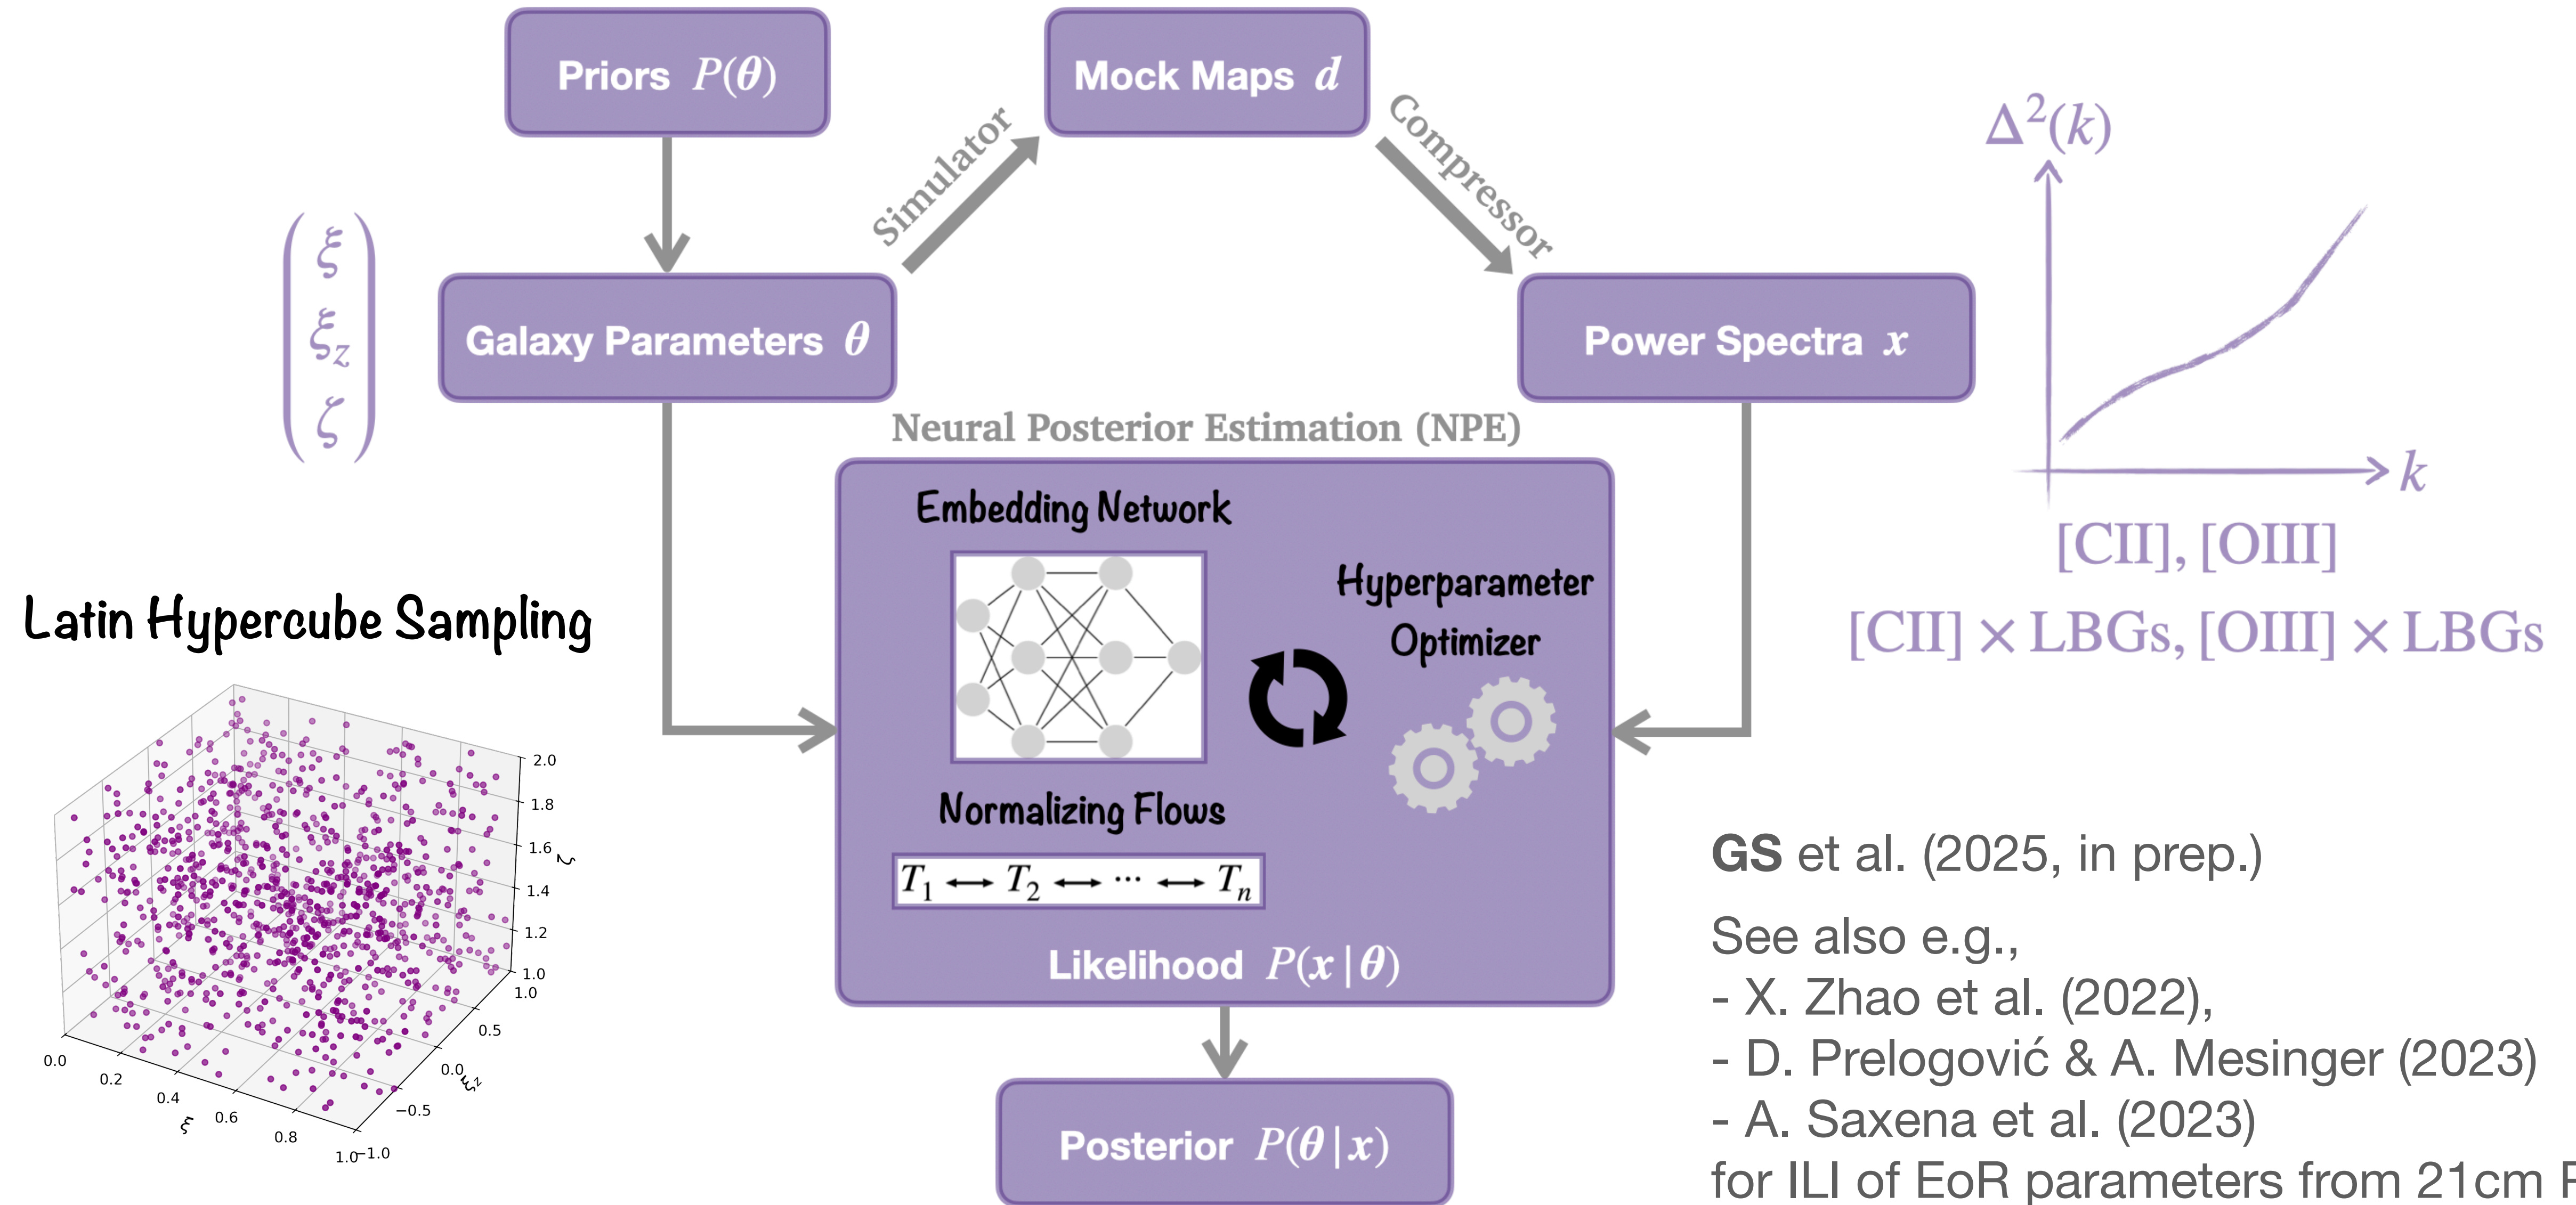 Priors P(θ)
Mock Maps d
Simulator
Compressor
Δ²(k)
ξ
ξ_z
ζ
Galaxy Parameters θ
Power Spectra x
k
Neural Posterior Estimation (NPE)
Embedding Network
Hyperparameter
Optimizer
[CII], [OIII]
[CII] × LBGs, [OIII] × LBGs
Latin Hypercube Sampling
2.0
1.8
1.6
ζ
1.4
1.2
1.0
1.0
0.5
0.0
ξ_z
−0.5
−1.0
0.0
0.2
0.4
0.6
0.8
1.0
ξ
Normalizing Flows
T₁ ⟷ T₂ ⟷ ··· ⟷ Tₙ
Likelihood P(x|θ)
Posterior P(θ|x)
GS et al. (2025, in prep.)
See also e.g.,
- X. Zhao et al. (2022),
- D. Prelogović & A. Mesinger (2023)
- A. Saxena et al. (2023)
for ILI of EoR parameters from 21cm